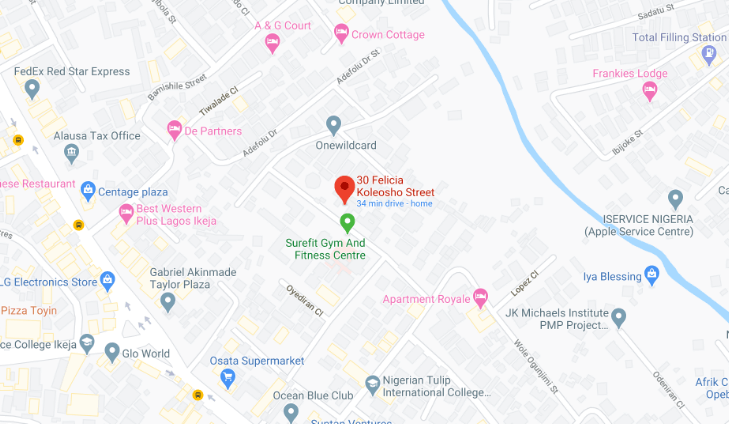 Company Limited
Sadatu St
A & G Court
Crown Cottage
Total Filling Station
FedEx Red Star Express
Adefolu Dr St
Frankies Lodge
Bamishile Street
Tiwalade Cl
De Partners
Alausa Tax Office
Adefolu Dr
Onewildcard
Ibijoke St
nese Restaurant
Centage plaza
30 Felicia
Koleosho Street
34 min drive · home
Best Western
Plus Lagos Ikeja
ISERVICE NIGERIA
(Apple Service Centre)
Surefit Gym And
Fitness Centre
LG Electronics Store
Gabriel Akinmade
Taylor Plaza
Lopez Cl
Iya Blessing
Oyediran Cl
Apartment Royale
Pizza Toyin
JK Michaels Institute
PMP Project...
ce College Ikeja
Glo World
Wole Ogunjimi St
Osata Supermarket
Odeniran Cl
Nigerian Tulip
International College...
Afrik C
Opeb
Ocean Blue Club
Suntan Ventures